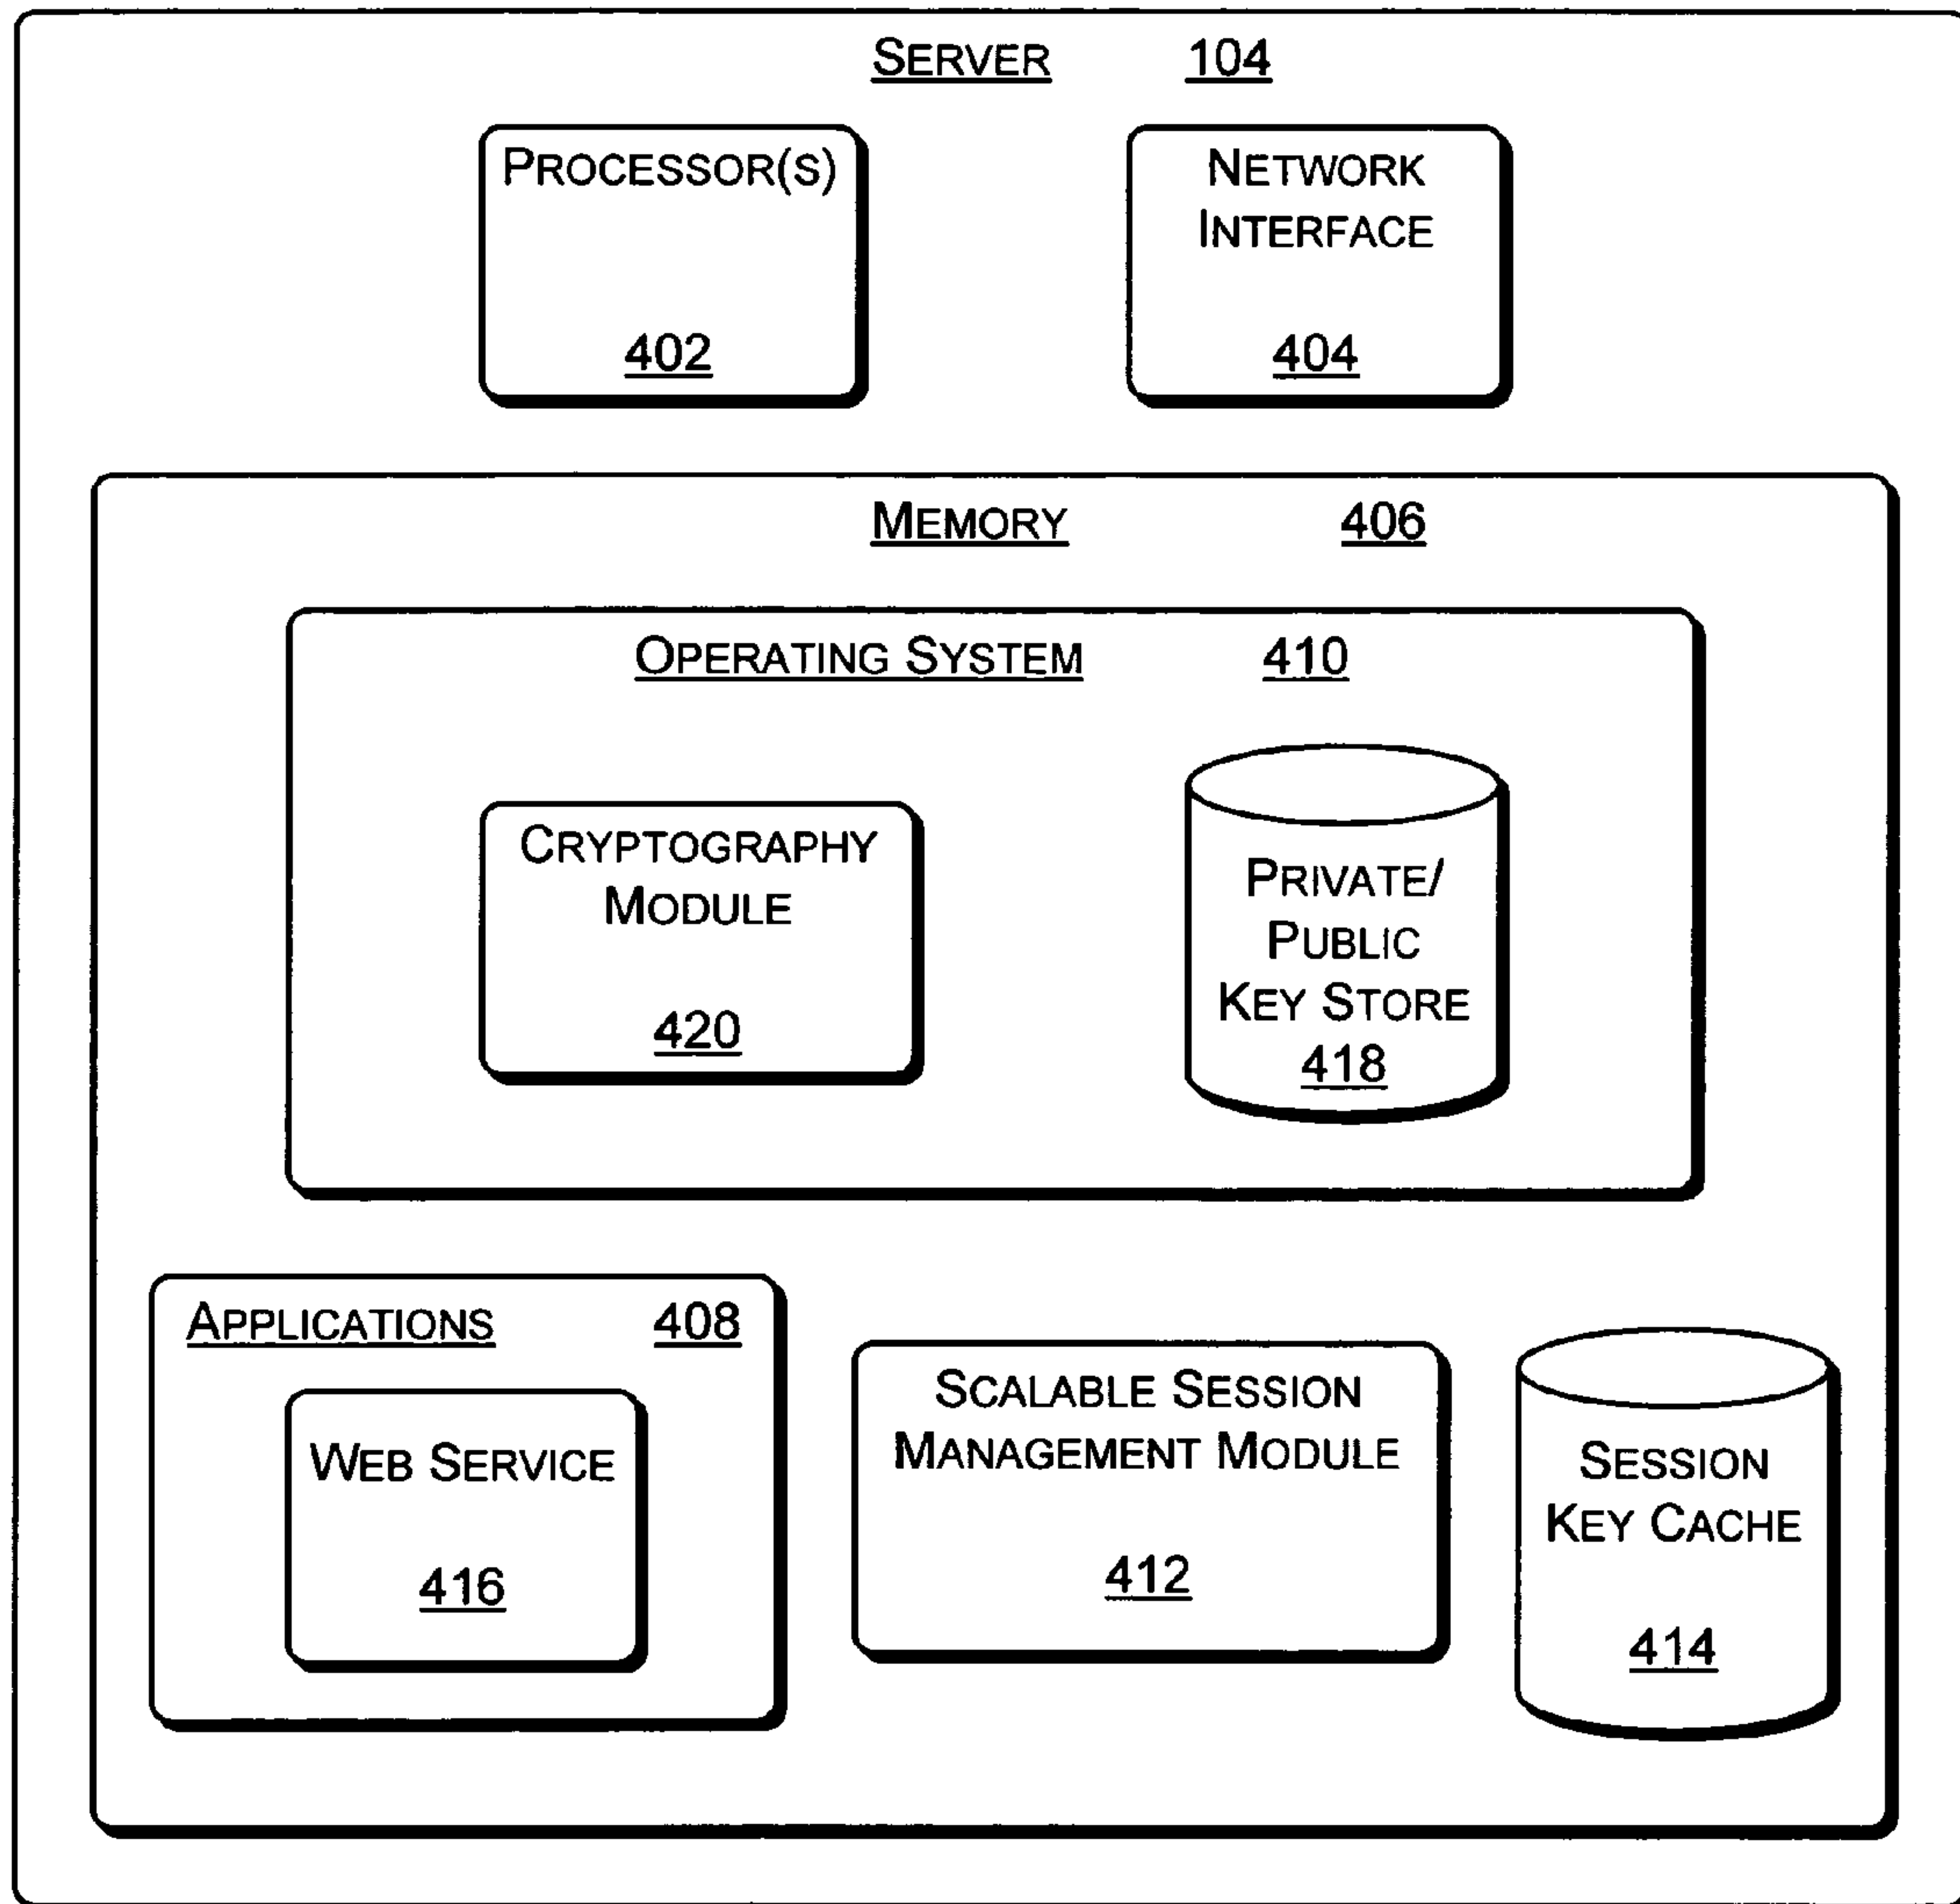 SERVER 104
PROCESSOR(S)
402
NETWORK
INTERFACE
404
MEMORY 406
OPERATING SYSTEM 410
CRYPTOGRAPHY
MODULE
420
PRIVATE/
PUBLIC
KEY STORE
418
APPLICATIONS 408
WEB SERVICE
416
SCALABLE SESSION
MANAGEMENT MODULE
412
SESSION
KEY CACHE
414